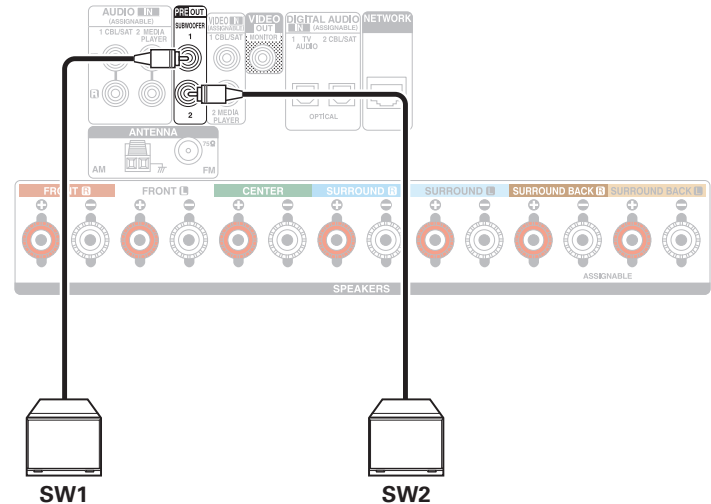 AUDIO IN
(ASSIGNABLE)
1 CBL/SAT 2 MEDIA
PLAYER
R
PRE OUT
SUBWOOFER
1
2
VIDEO IN
(ASSIGNABLE)
1 CBL/SAT
2 MEDIA
PLAYER
VIDEO
OUT
MONITOR
DIGITAL AUDIO
IN (ASSIGNABLE)
1 TV
AUDIO
2 CBL/SAT
OPTICAL
NETWORK
ANTENNA
75Ω
AM
FM
FRONT R
FRONT L
CENTER
SURROUND R
SURROUND L
SURROUND BACK R
SURROUND BACK L
ASSIGNABLE
SPEAKERS
SW1
SW2